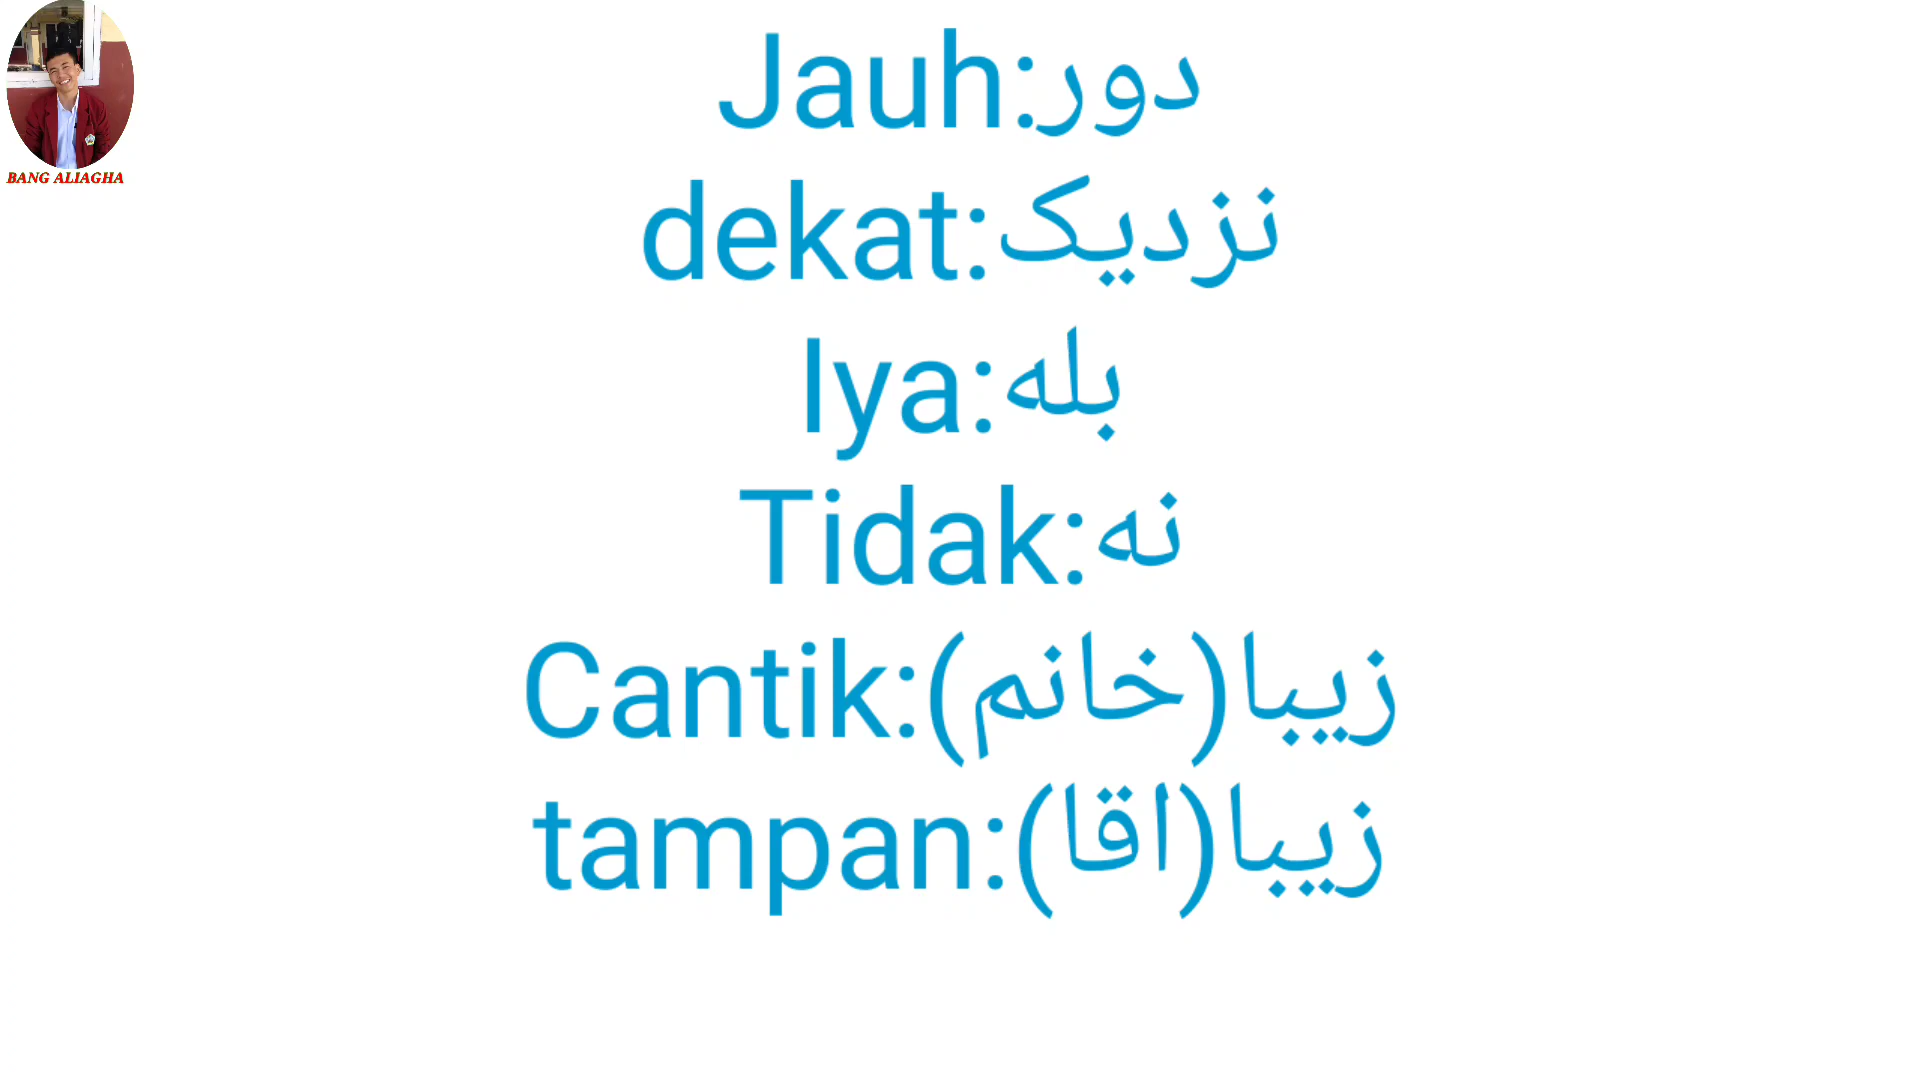 BANG ALIAGHA
Jauh:دور
dekat:نزدیک
Iya:بله
Tidak:نه
Cantik:(خانم)زیبا
tampan:(اقا)زیبا